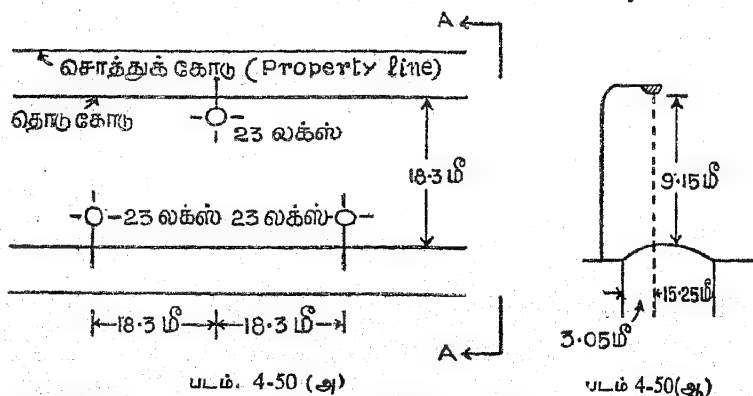 A
சொத்துக் கோடு (Property line)
தொடுகோடு
23 லக்ஸ்
18·3 மீ
23 லக்ஸ் 23 லக்ஸ்
18·3 மீ 18·3 மீ
A
படம். 4-50 (அ)
9·15 மீ
15·25 மீ
3·05 மீ
படம் 4-50(ஆ)